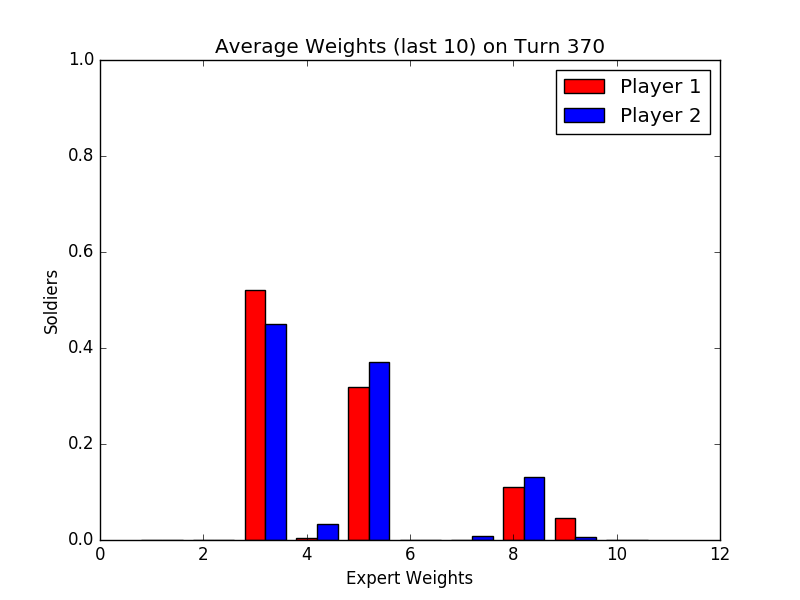 Average Weights (last 10) on Turn 370
1.0
0.8
0.6
0.4
0.2
0.0
Soldiers
Player 1
Player 2
0 2 4 6 8 10 12
Expert Weights